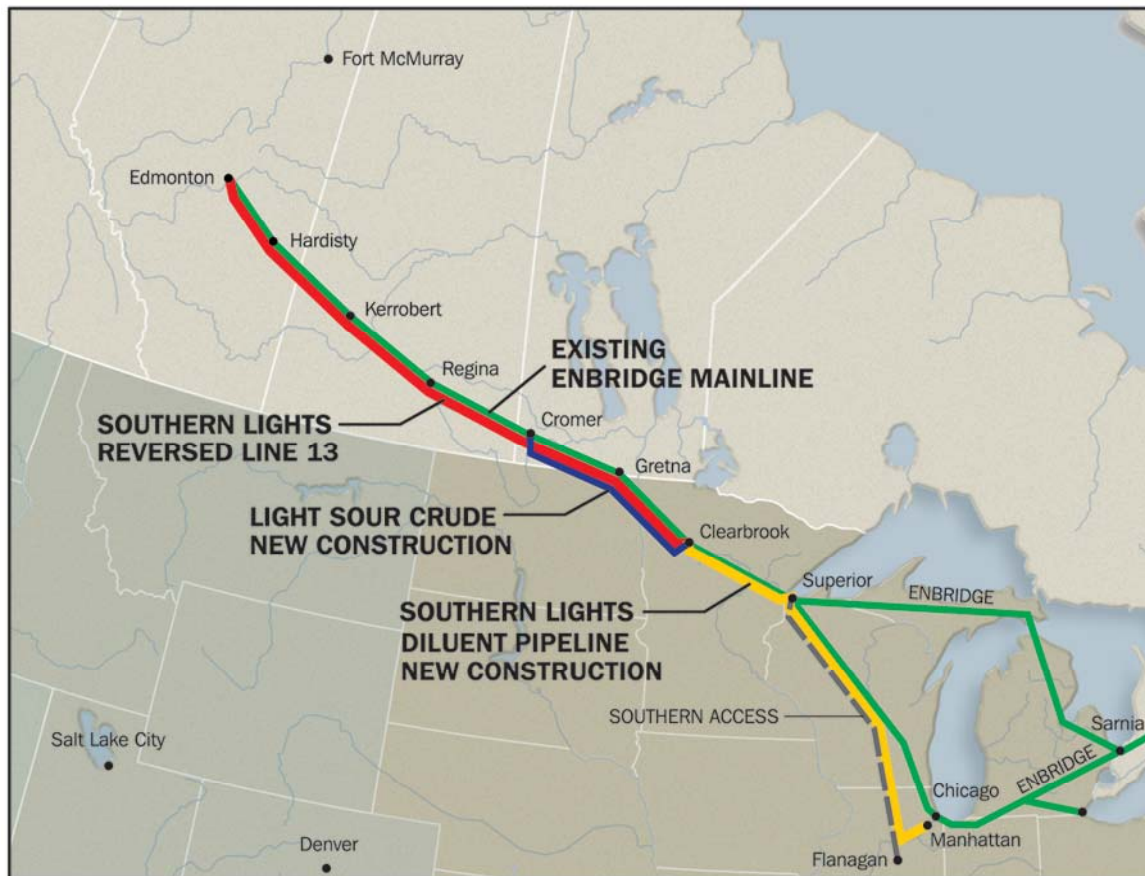 Fort McMurray
Edmonton
Hardisty
Kerrobert
Regina
EXISTING
ENBRIDGE MAINLINE
Cromer
SOUTHERN LIGHTS
REVERSED LINE 13
Gretna
LIGHT SOUR CRUDE
NEW CONSTRUCTION
Clearbrook
Superior
ENBRIDGE
SOUTHERN LIGHTS
DILUENT PIPELINE
NEW CONSTRUCTION
SOUTHERN ACCESS
Sarnia
Salt Lake City
ENBRIDGE
Chicago
Manhattan
Denver
Flanagan